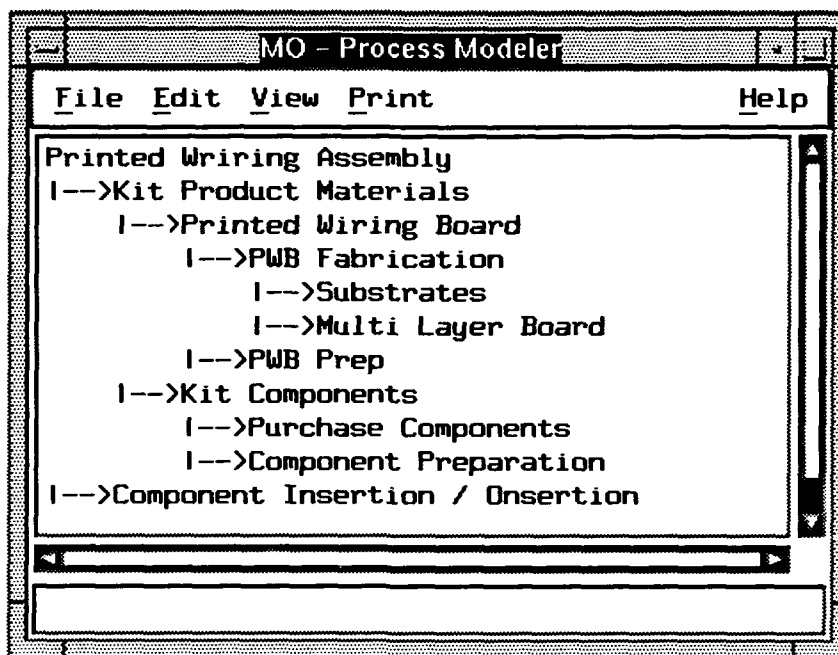 MO - Process Modeler
File Edit View Print Help
Printed Wriring Assembly
|-->Kit Product Materials
|-->Printed Wiring Board
|-->PWB Fabrication
|-->Substrates
|-->Multi Layer Board
|-->PWB Prep
|-->Kit Components
|-->Purchase Components
|-->Component Preparation
|-->Component Insertion / Onsertion